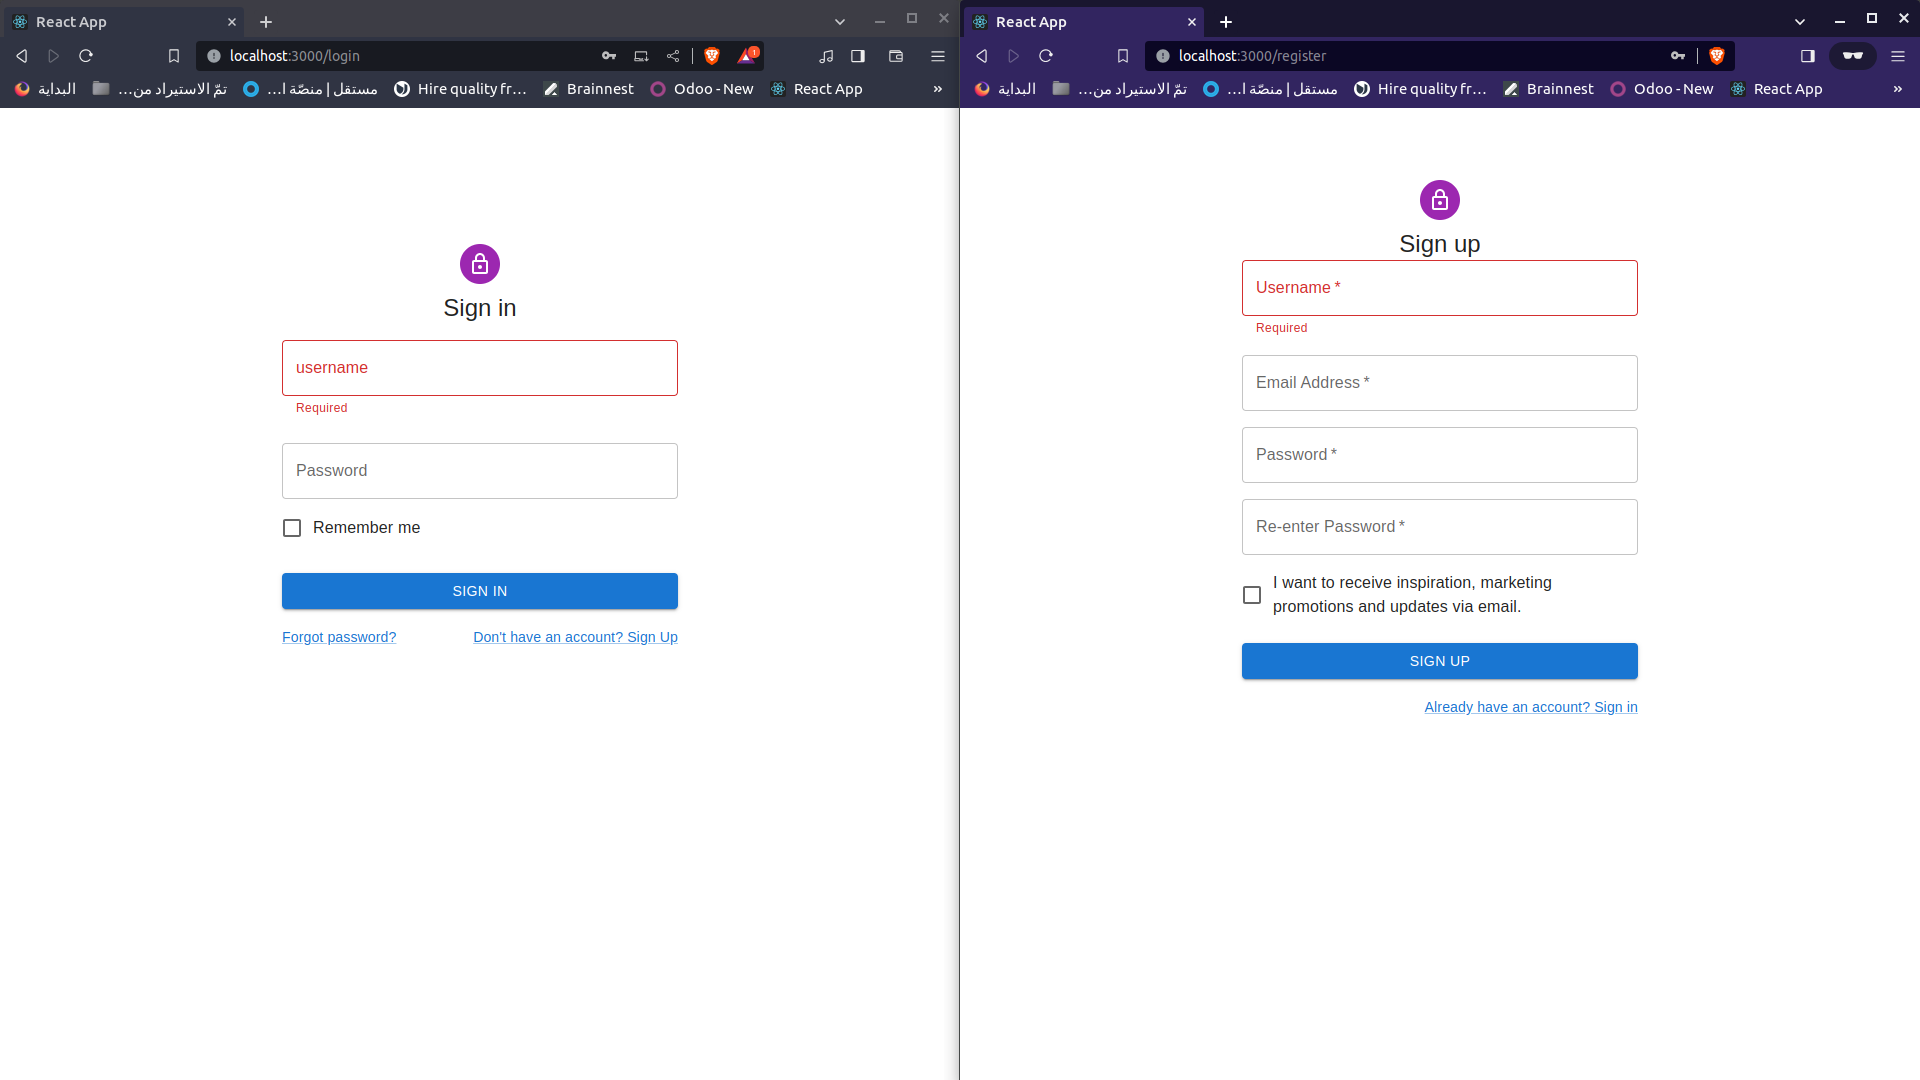 React App
localhost:3000/login
البداية
تمّ الاستيراد من...
مستقل | منصّة ا...
Hire quality fr...
Brainnest
Odoo - New
React App
Sign in
username
Required
Password
Remember me
SIGN IN
Forgot password?
Don't have an account? Sign Up
React App
localhost:3000/register
البداية
تمّ الاستيراد من...
مستقل | منصّة ا...
Hire quality fr...
Brainnest
Odoo - New
React App
Sign up
Username *
Required
Email Address *
Password *
Re-enter Password *
I want to receive inspiration, marketing
promotions and updates via email.
SIGN UP
Already have an account? Sign in